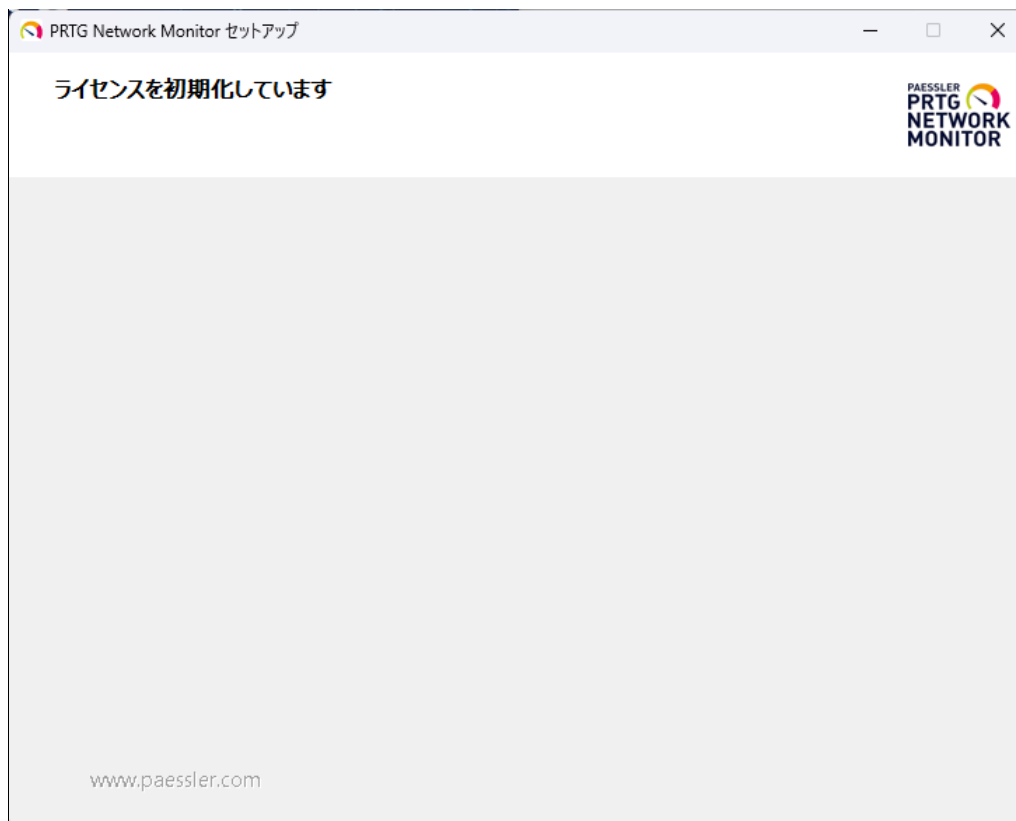 PRTG Network Monitor セットアップ
ライセンスを初期化しています
PAESSLER
PRTG
NETWORK
MONITOR
www.paessler.com